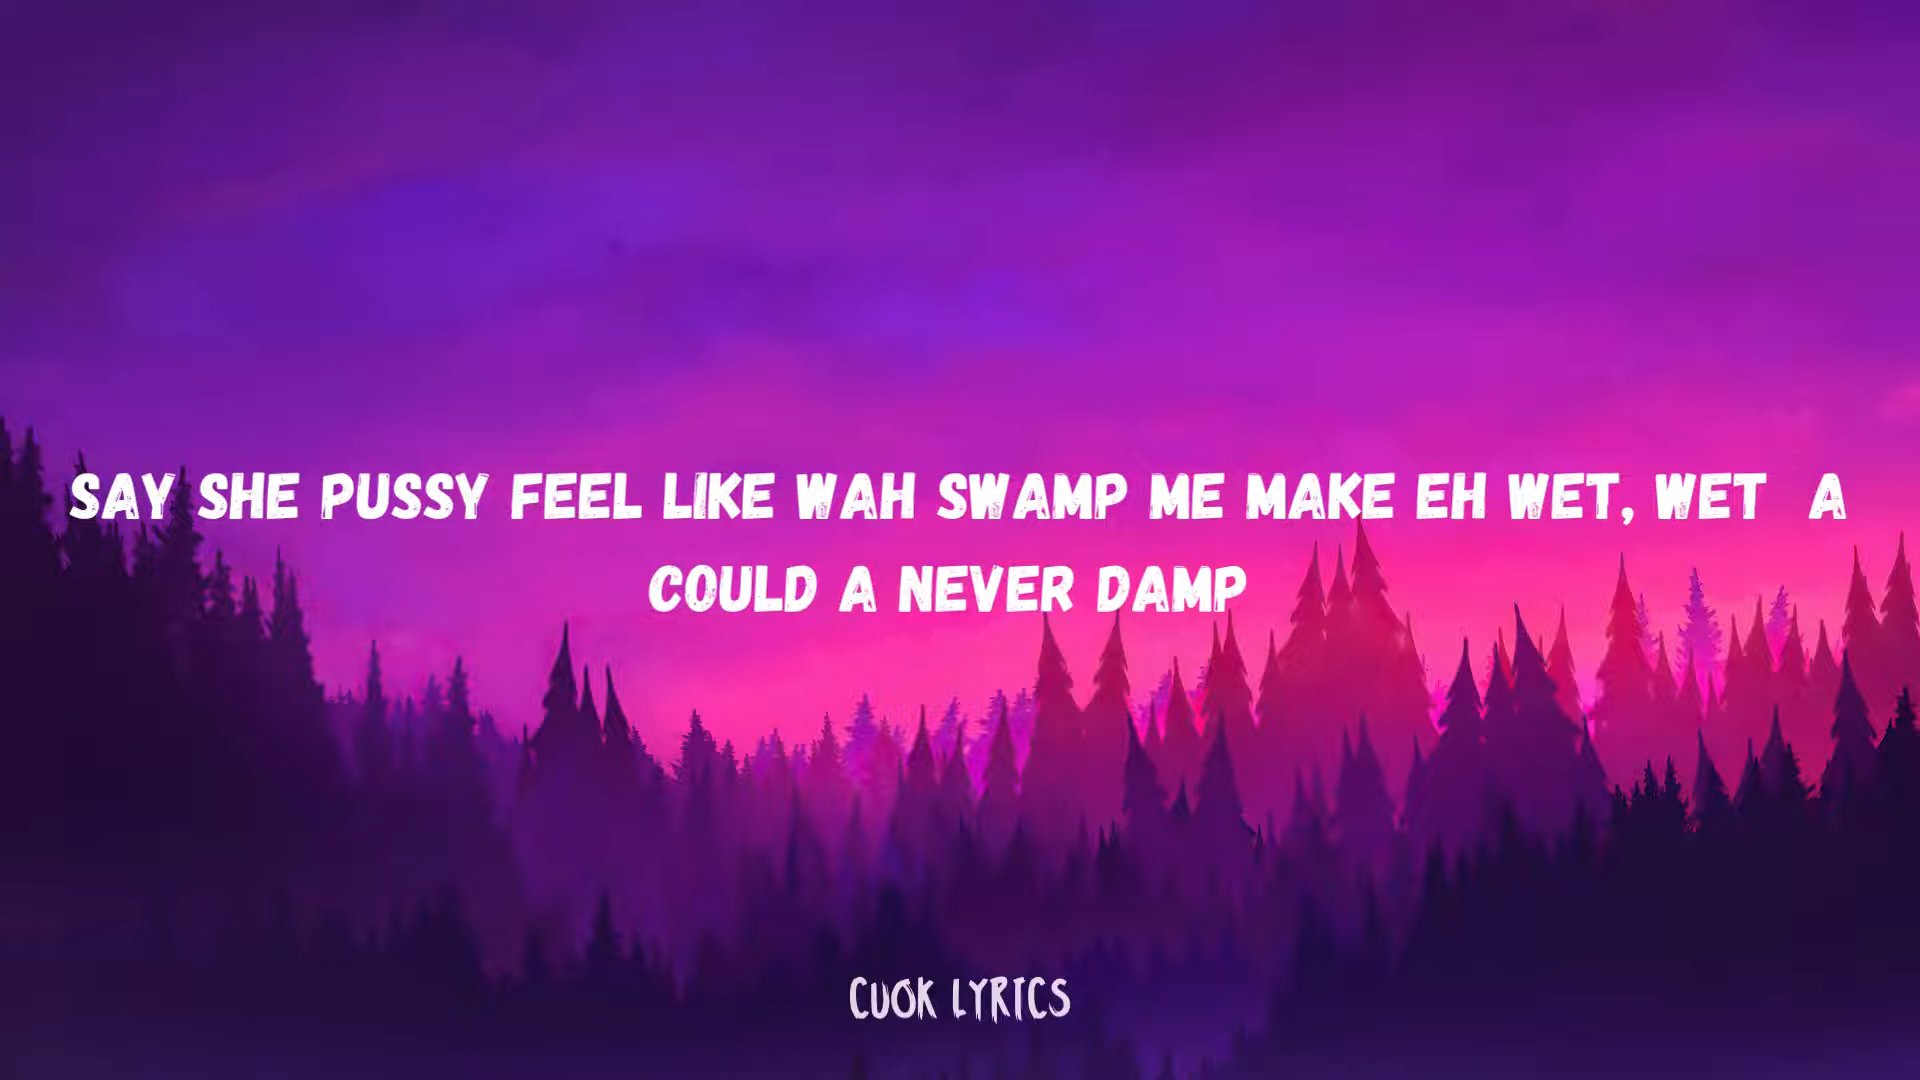 SAY SHE PUSSY FEEL LIKE WAH SWAMP ME MAKE EH WET, WET A
COULD A NEVER DAMP
CUOK LYRICS